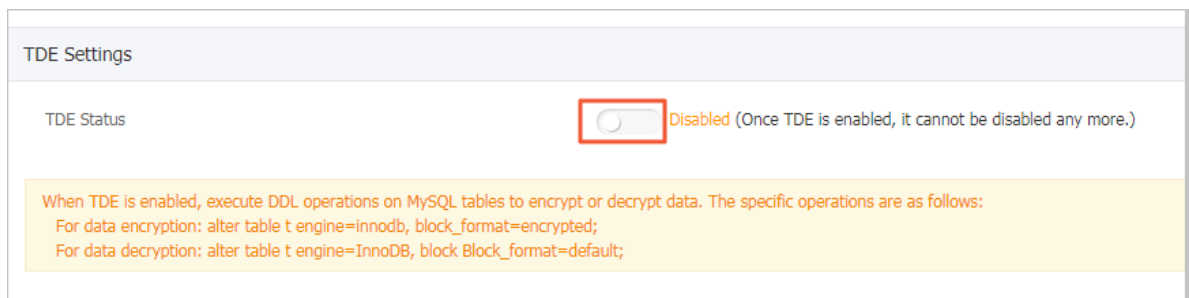 TDE Settings
TDE Status
Disabled (Once TDE is enabled, it cannot be disabled any more.)
When TDE is enabled, execute DDL operations on MySQL tables to encrypt or decrypt data. The specific operations are as follows:
For data encryption: alter table t engine=innodb, block_format=encrypted;
For data decryption: alter table t engine=InnoDB, block Block_format=default;